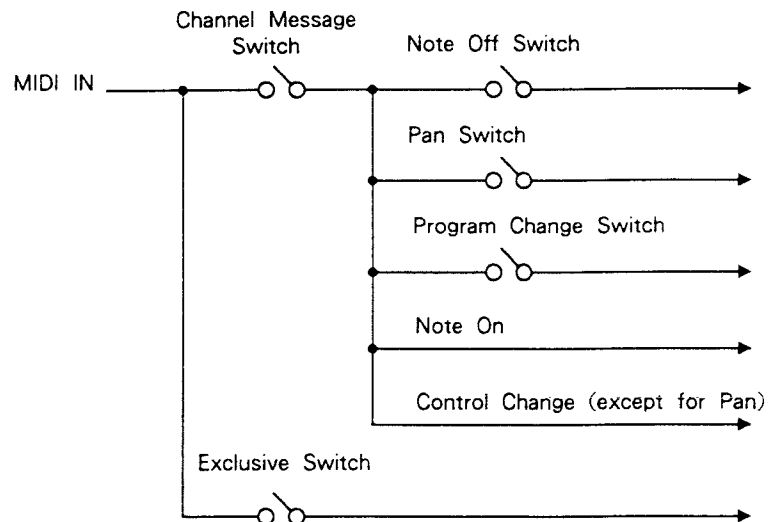 Channel Message
Switch
Note Off Switch
MIDI IN
Pan Switch
Program Change Switch
Note On
Control Change (except for Pan)
Exclusive Switch